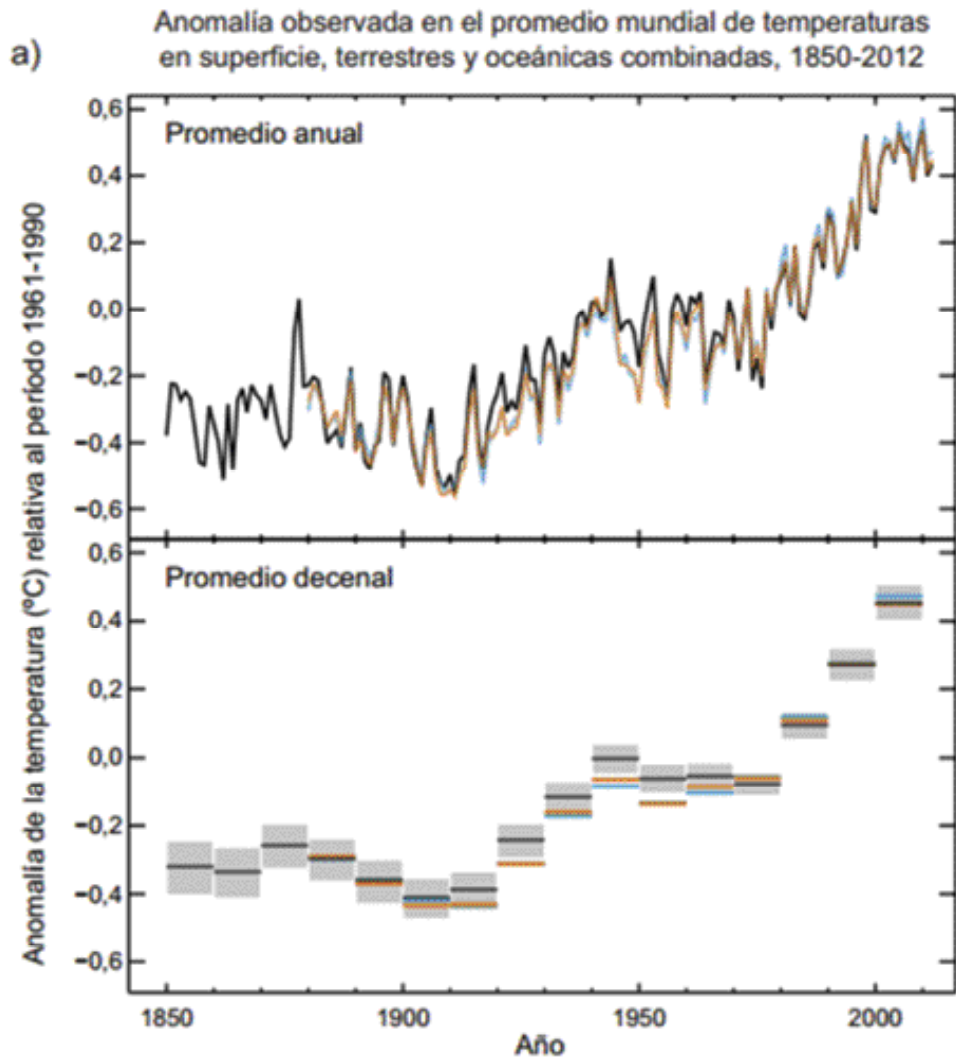 Anomalía observada en el promedio mundial de temperaturas
a) en superficie, terrestres y oceánicas combinadas, 1850-2012
Anomalía de la temperatura (ºC) relativa al período 1961-1990
Promedio anual
0,6
0,4
0,2
0,0
−0,2
−0,4
−0,6
Promedio decenal
0,6
0,4
0,2
0,0
−0,2
−0,4
−0,6
1850 1900 1950 2000
Año